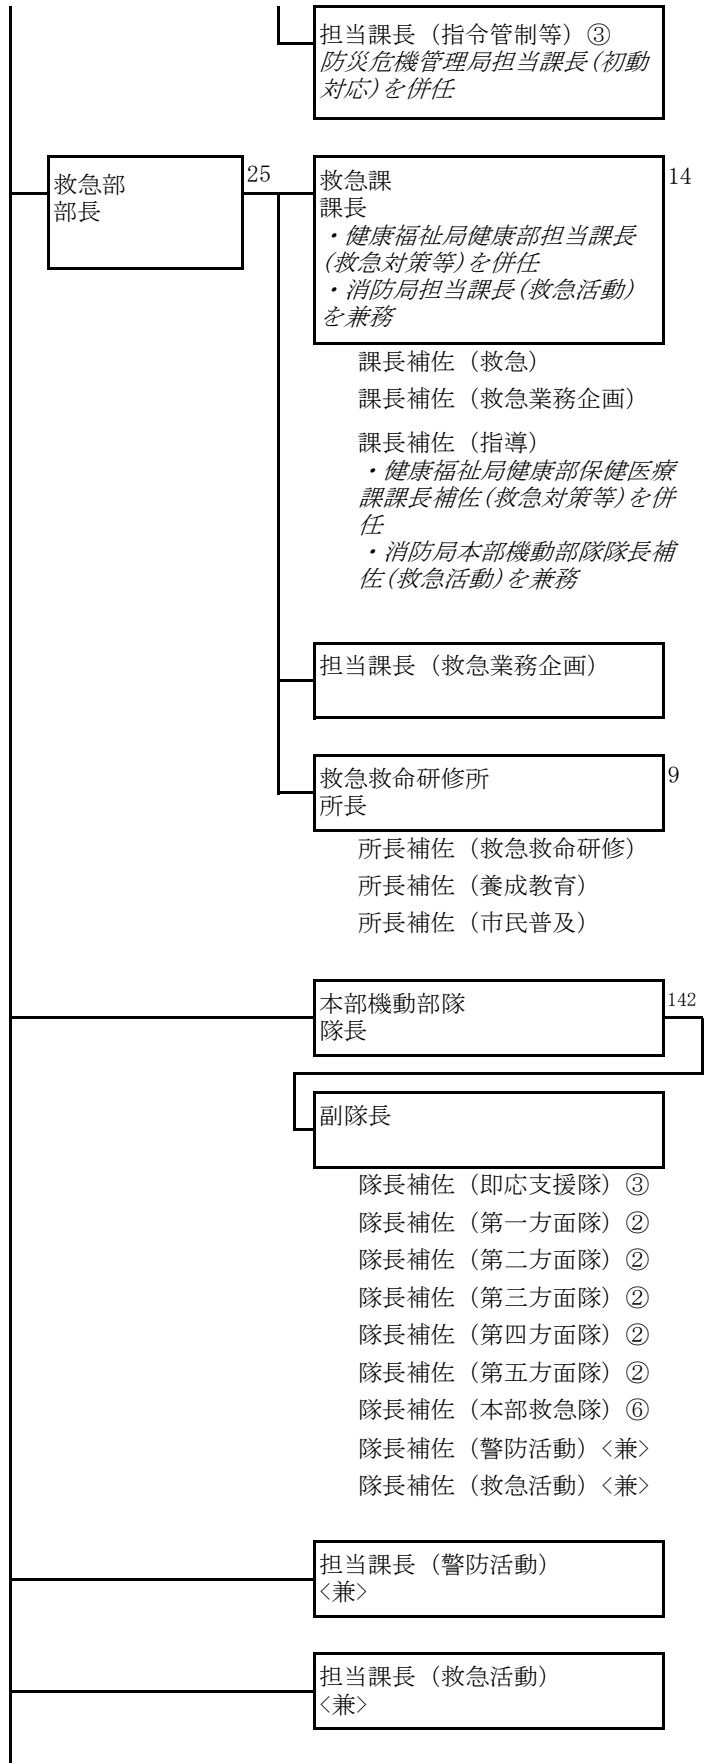 担当課長（指令管制等）③
防災危機管理局担当課長(初動
対応)を併任
救急部
部長
25
救急課
課長
・健康福祉局健康部担当課長
(救急対策等)を併任
・消防局担当課長(救急活動)
を兼務
14
課長補佐（救急）
課長補佐（救急業務企画）
課長補佐（指導）
・健康福祉局健康部保健医療
課課長補佐(救急対策等)を併
任
・消防局本部機動部隊隊長補
佐(救急活動)を兼務
担当課長（救急業務企画）
救急救命研修所
所長
9
所長補佐（救急救命研修）
所長補佐（養成教育）
所長補佐（市民普及）
本部機動部隊
隊長
142
副隊長
隊長補佐（即応支援隊）③
隊長補佐（第一方面隊）②
隊長補佐（第二方面隊）②
隊長補佐（第三方面隊）②
隊長補佐（第四方面隊）②
隊長補佐（第五方面隊）②
隊長補佐（本部救急隊）⑥
隊長補佐（警防活動）<兼>
隊長補佐（救急活動）<兼>
担当課長（警防活動）
<兼>
担当課長（救急活動）
<兼>